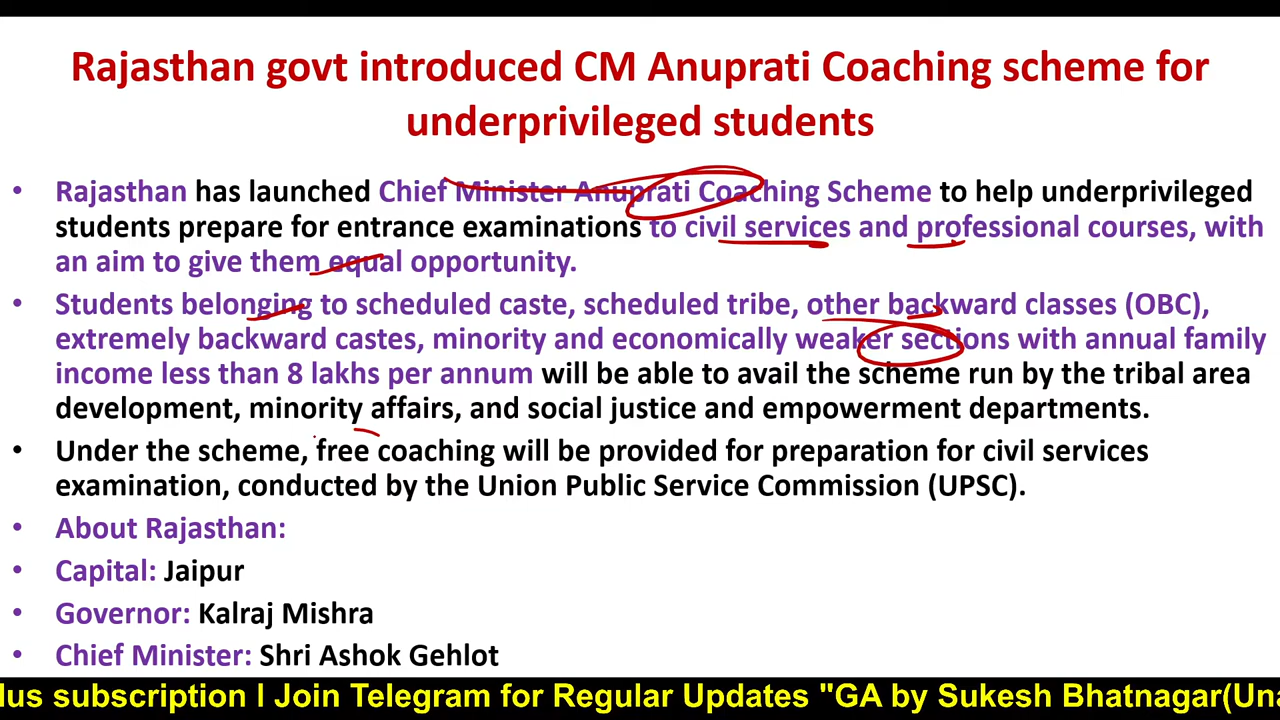 Rajasthan govt introduced CM Anuprati Coaching scheme for
underprivileged students
• Rajasthan has launched Chief Minister Anuprati Coaching Scheme to help underprivileged
students prepare for entrance examinations to civil services and professional courses, with
an aim to give them equal opportunity.
• Students belonging to scheduled caste, scheduled tribe, other backward classes (OBC),
extremely backward castes, minority and economically weaker sections with annual family
income less than 8 lakhs per annum will be able to avail the scheme run by the tribal area
development, minority affairs, and social justice and empowerment departments.
• Under the scheme, free coaching will be provided for preparation for civil services
examination, conducted by the Union Public Service Commission (UPSC).
• About Rajasthan:
• Capital: Jaipur
• Governor: Kalraj Mishra
• Chief Minister: Shri Ashok Gehlot
lus subscription I Join Telegram for Regular Updates "GA by Sukesh Bhatnagar(Una